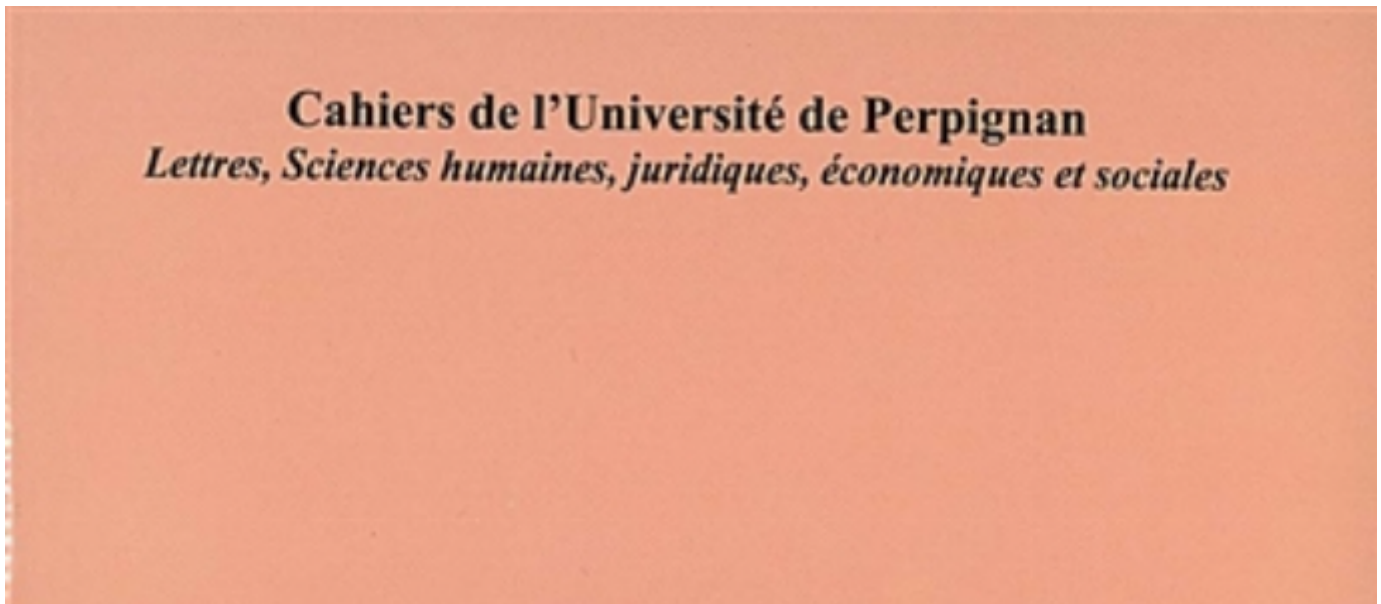 Cahiers de l’Université de Perpignan
Lettres, Sciences humaines, juridiques, économiques et sociales